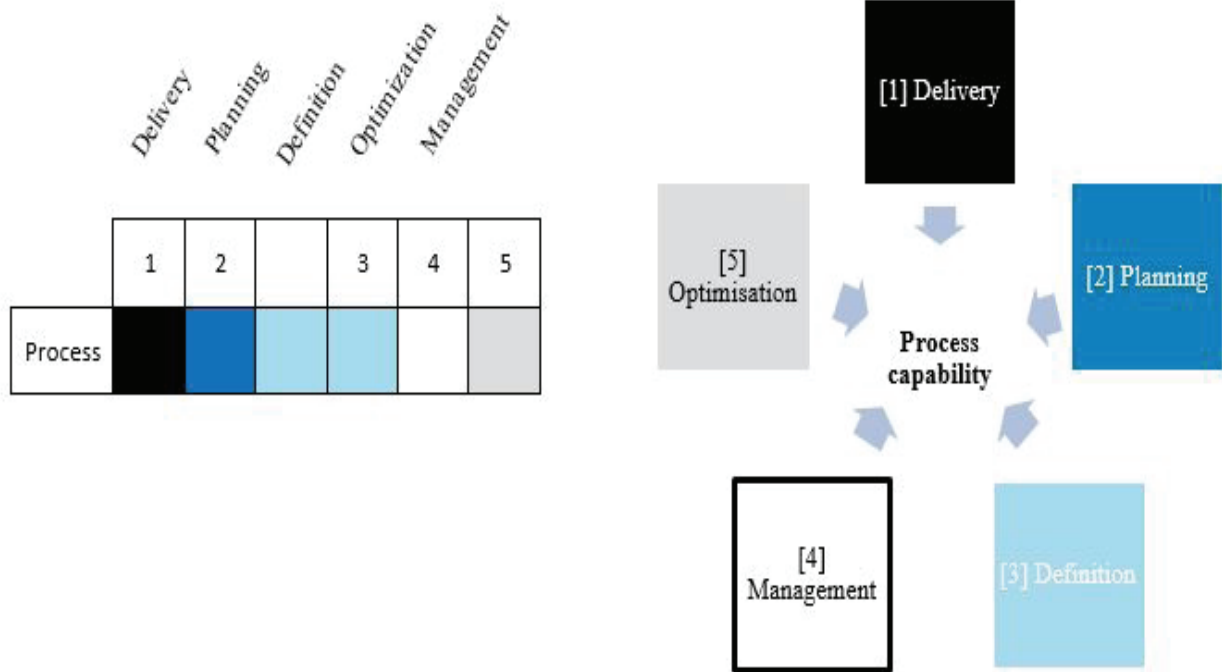 Delivery
Planning
Definition
Optimization
Management
1 2 3 4 5
Process
[1] Delivery
[2] Planning
[3] Definition
[4]
Management
[5]
Optimisation
Process
capability